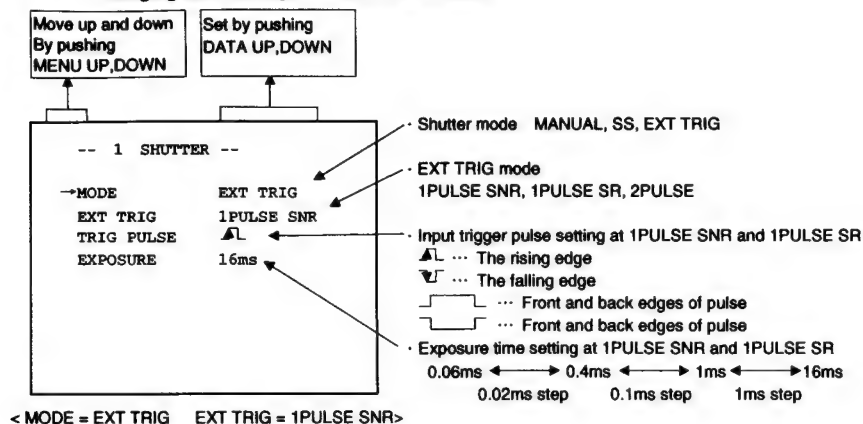 Move up and down
By pushing
MENU UP,DOWN
Set by pushing
DATA UP,DOWN
-- 1 SHUTTER --
→MODE EXT TRIG
EXT TRIG 1PULSE SNR
TRIG PULSE
EXPOSURE 16ms
· Shutter mode MANUAL, SS, EXT TRIG
· EXT TRIG mode
1PULSE SNR, 1PULSE SR, 2PULSE
· Input trigger pulse setting at 1PULSE SNR and 1PULSE SR
··· The rising edge
··· The falling edge
··· Front and back edges of pulse
··· Front and back edges of pulse
· Exposure time setting at 1PULSE SNR and 1PULSE SR
0.06ms ↔ 0.4ms ↔ 1ms ↔ 16ms
0.02ms step 0.1ms step 1ms step
< MODE = EXT TRIG EXT TRIG = 1PULSE SNR>